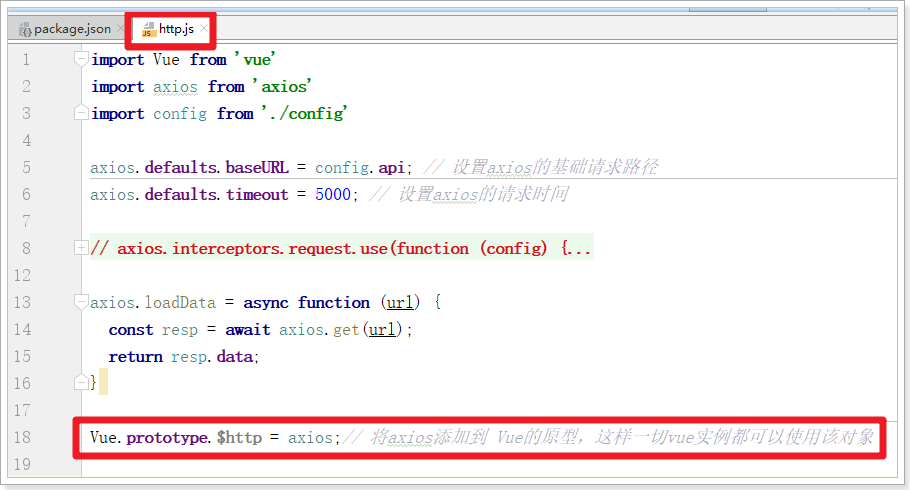 package.json http.js
1 import Vue from 'vue'
2 import axios from 'axios'
3 import config from './config'
4
5 axios.defaults.baseURL = config.api; // 设置axios的基础请求路径
6 axios.defaults.timeout = 5000; // 设置axios的请求时间
7
8 // axios.interceptors.request.use(function (config) {...
12
13 axios.loadData = async function (url) {
14 const resp = await axios.get(url);
15 return resp.data;
16 }
17
18 Vue.prototype.$http = axios;// 将axios添加到 Vue的原型，这样一切vue实例都可以使用该对象
19